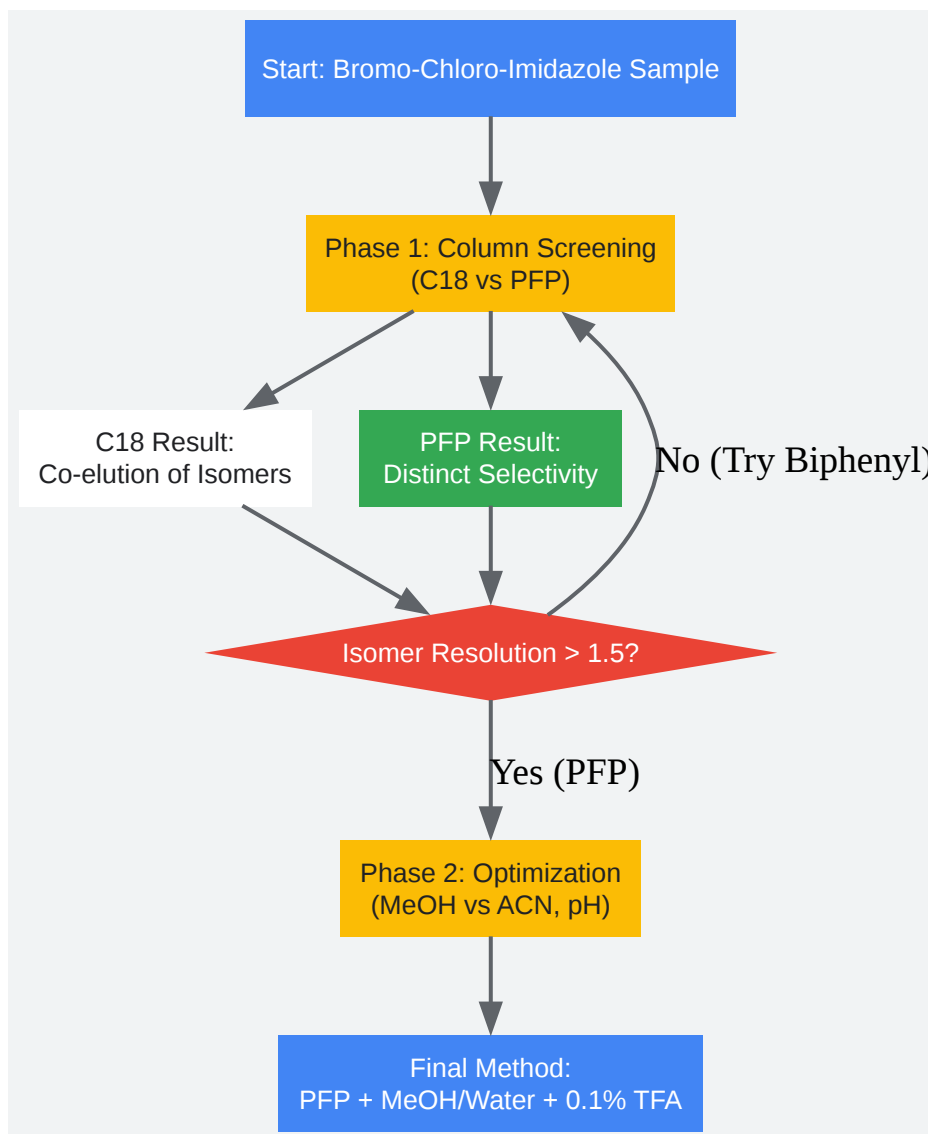 Start: Bromo-Chloro-Imidazole Sample
Phase 1: Column Screening
(C18 vs PFP)
C18 Result:
Co-elution of Isomers
PFP Result:
Distinct Selectivity
No (Try Biphenyl)
Isomer Resolution > 1.5?
Yes (PFP)
Phase 2: Optimization
(MeOH vs ACN, pH)
Final Method:
PFP + MeOH/Water + 0.1% TFA